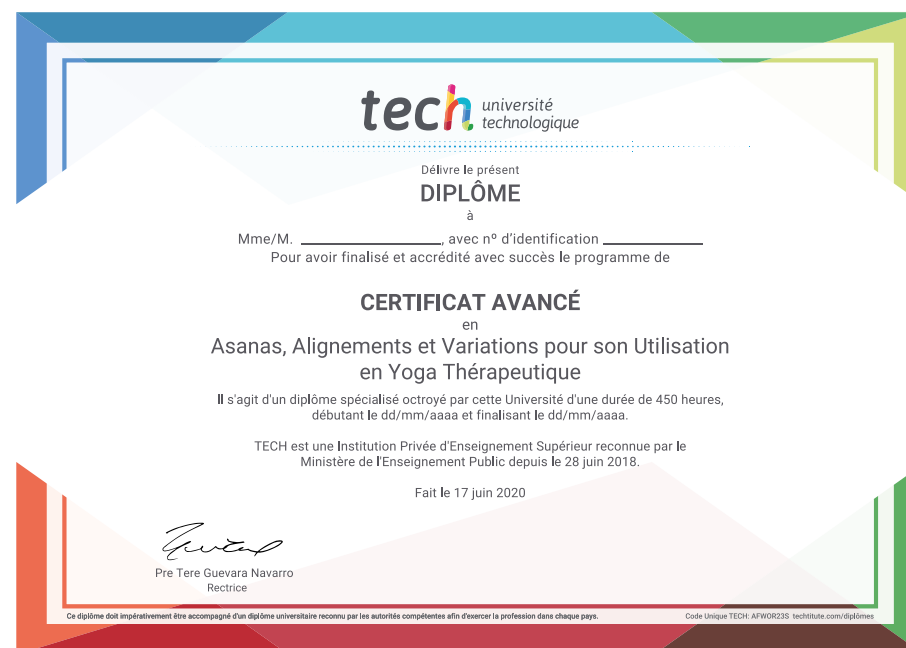 tech université
technologique
Délivre le présent
DIPLÔME
à
Mme/M. ____________, avec nº d'identification ____________
Pour avoir finalisé et accrédité avec succès le programme de
CERTIFICAT AVANCÉ
en
Asanas, Alignements et Variations pour son Utilisation
en Yoga Thérapeutique
Il s'agit d'un diplôme spécialisé octroyé par cette Université d'une durée de 450 heures,
débutant le dd/mm/aaaa et finalisant le dd/mm/aaaa.
TECH est une Institution Privée d'Enseignement Supérieur reconnue par le
Ministère de l'Enseignement Public depuis le 28 juin 2018.
Fait le 17 juin 2020
Pre Tere Guevara Navarro
Rectrice
Ce diplôme doit impérativement être accompagné d'un diplôme universitaire reconnu par les autorités compétentes afin d'exercer la profession dans chaque pays.
Code Unique TECH: AFWOR23S techtitute.com/diplômes